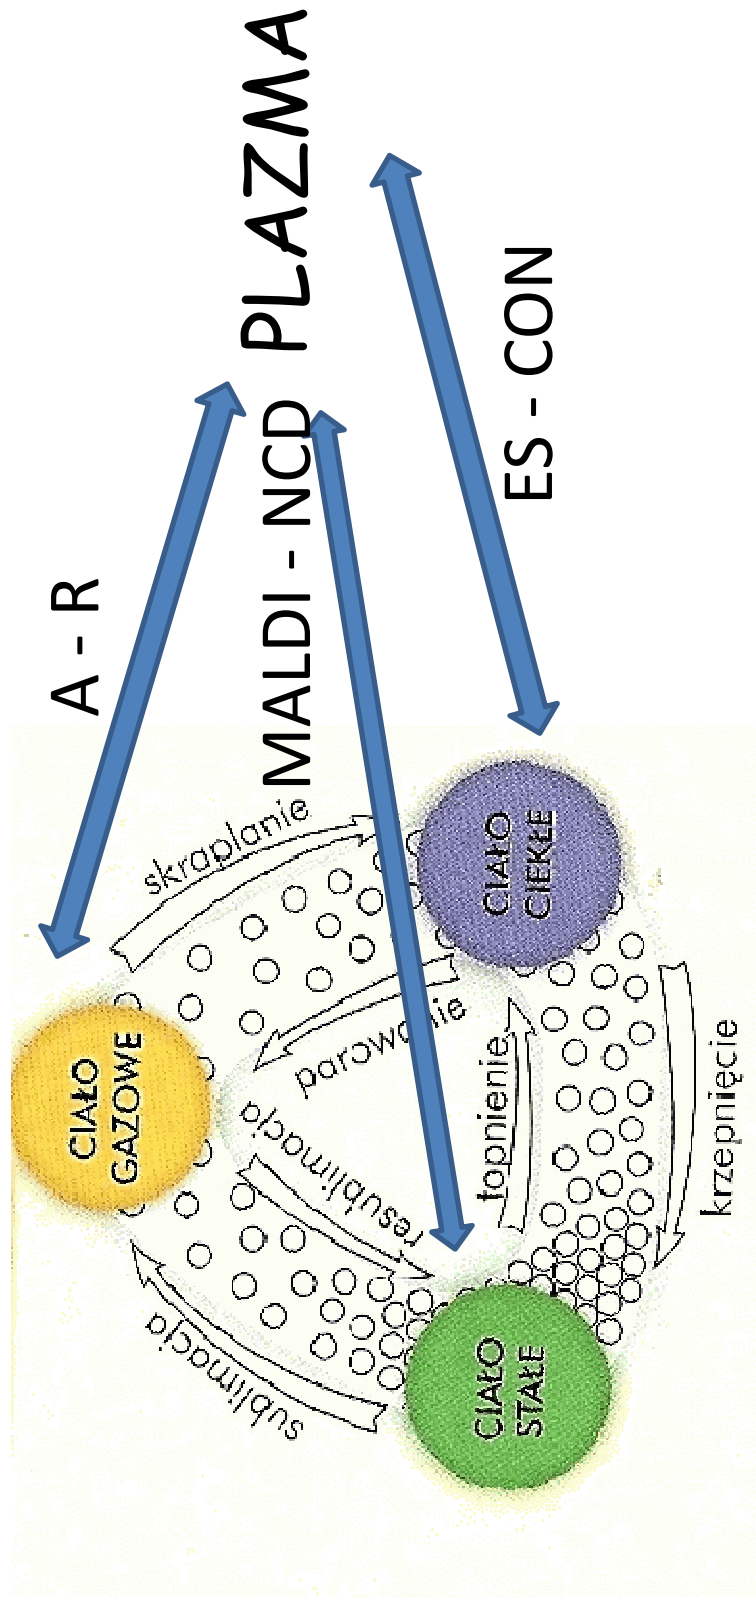 A - R
PLAZMA
MALDI - NCD
ES - CON
skraplanie
CIAŁO
GAZOWE
CIAŁO
CIEKŁE
parowanie
resublimacja
sublimacja
topnienie
krzepnięcie
CIAŁO
STAŁE